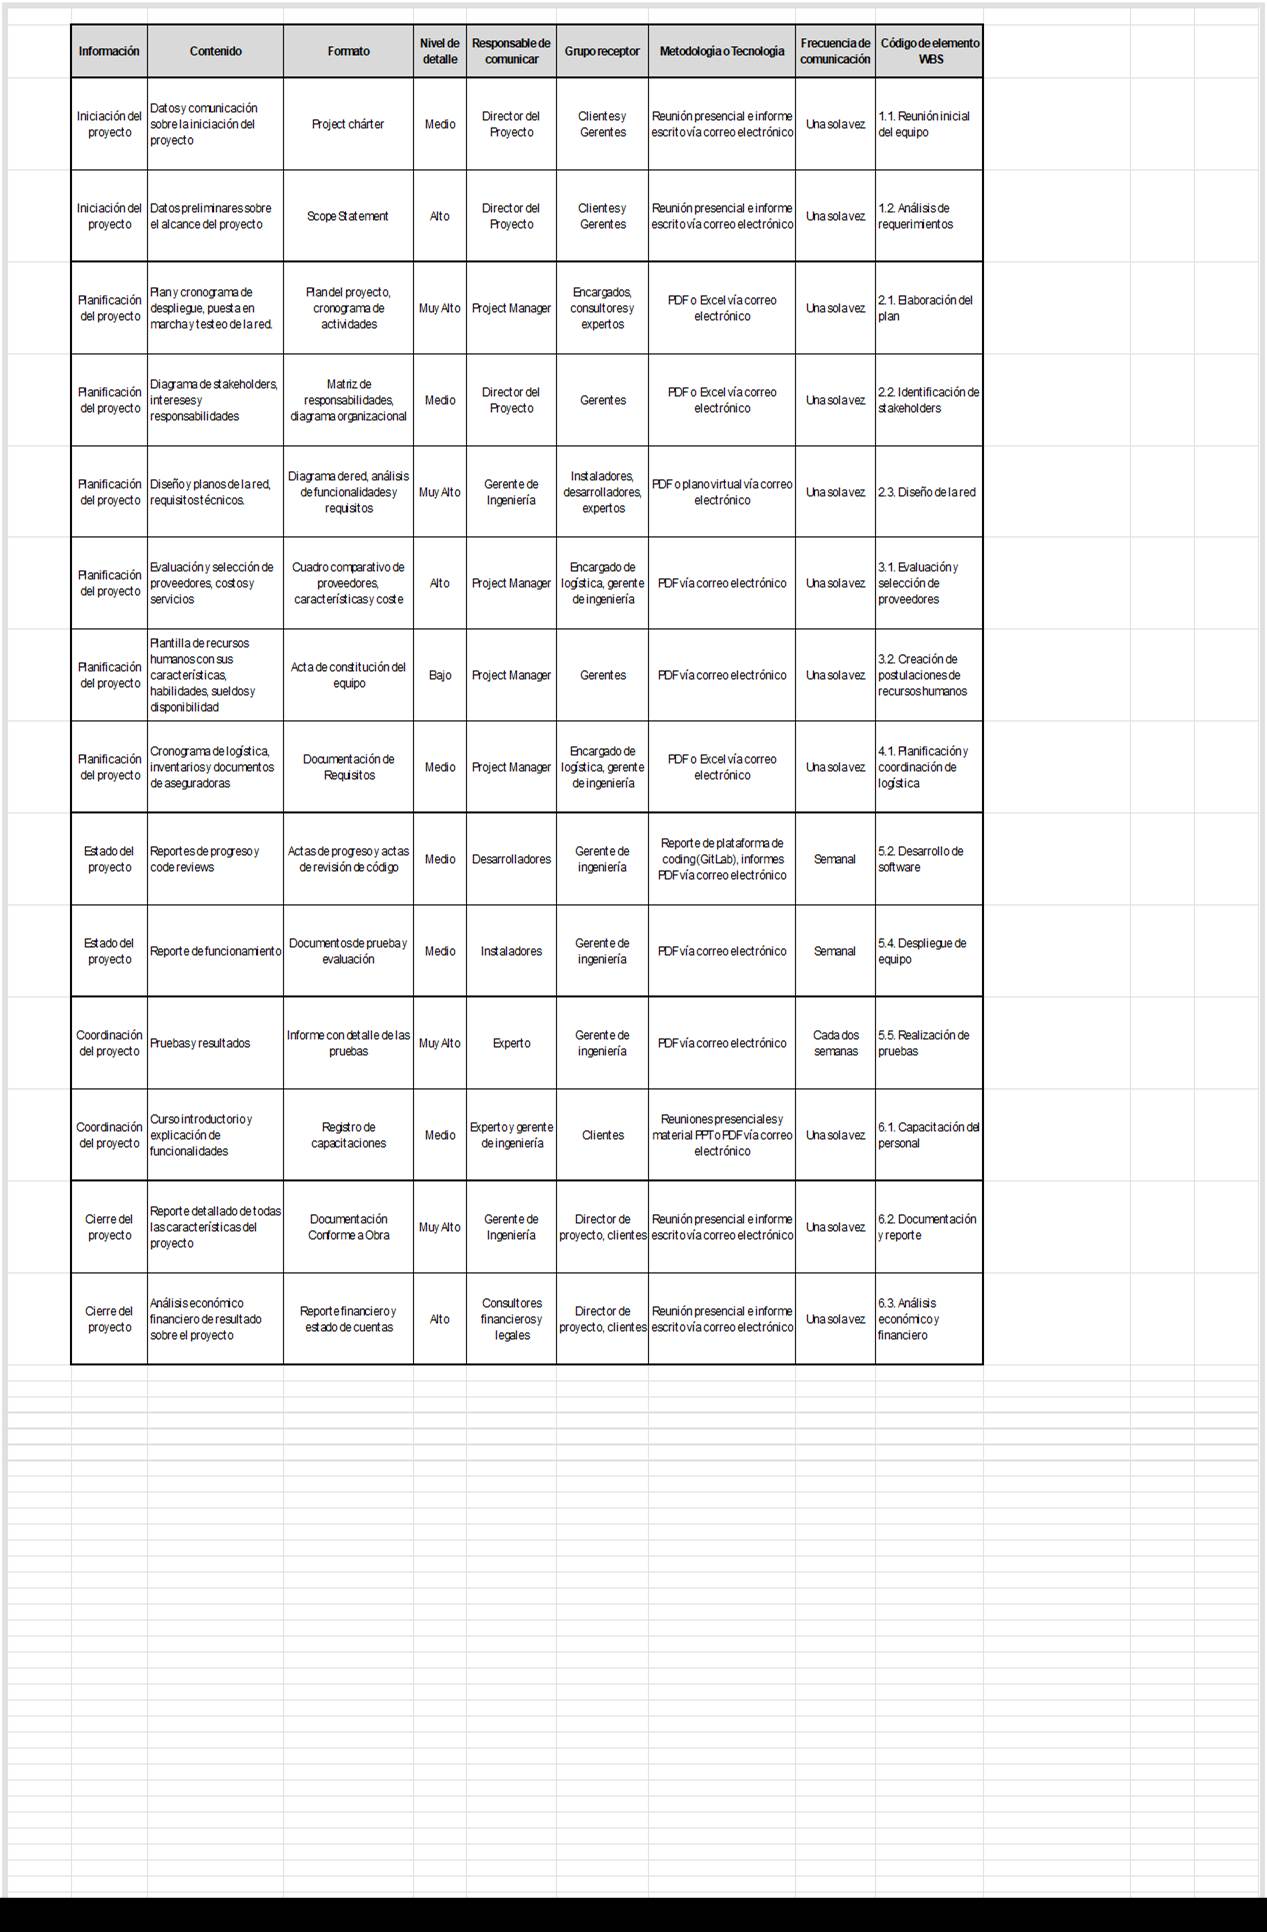 Información
Contenido
Formato
Nivel de
detalle
Responsable de
comunicar
Grupo receptor
Metodología o Tecnología
Frecuencia de
comunicación
Código de elemento
WBS
Iniciación del
proyecto
Datos y comunicación
sobre la iniciación del
proyecto
Project chárter
Medio
Director del
Proyecto
Clientes y
Gerentes
Reunión presencial e informe
escrito vía correo electrónico
Una sola vez
1.1. Reunión inicial
del equipo
Iniciación del
proyecto
Datos preliminares sobre
el alcance del proyecto
Scope Statement
Alto
Director del
Proyecto
Clientes y
Gerentes
Reunión presencial e informe
escrito vía correo electrónico
Una sola vez
1.2. Análisis de
requerimientos
Planificación
del proyecto
Plan y cronograma de
despliegue, puesta en
marcha y testeo de la red.
Plan del proyecto,
cronograma de
actividades
Muy Alto
Project Manager
Encargados,
consultores y
expertos
PDF o Excel vía correo
electrónico
Una sola vez
2.1. Elaboración del
plan
Planificación
del proyecto
Diagrama de stakeholders,
intereses y
responsabilidades
Matriz de
responsabilidades,
diagrama organizacional
Medio
Director del
Proyecto
Gerentes
PDF o Excel vía correo
electrónico
Una sola vez
2.2. Identificación de
stakeholders
Planificación
del proyecto
Diseño y planos de la red,
requisitos técnicos.
Diagrama de red, análisis
de funcionalidades y
requisitos
Muy Alto
Gerente de
Ingeniería
Instaladores,
desarrolladores,
expertos
PDF o plano virtual vía correo
electrónico
Una sola vez
2.3. Diseño de la red
Planificación
del proyecto
Evaluación y selección de
proveedores, costos y
servicios
Cuadro comparativo de
proveedores,
características y coste
Alto
Project Manager
Encargado de
logística, gerente
de ingeniería
PDF vía correo electrónico
Una sola vez
3.1. Evaluación y
selección de
proveedores
Planificación
del proyecto
Plantilla de recursos
humanos con sus
características,
habilidades, sueldos y
disponibilidad
Acta de constitución del
equipo
Bajo
Project Manager
Gerentes
PDF vía correo electrónico
Una sola vez
3.2. Creación de
postulaciones de
recursos humanos
Planificación
del proyecto
Cronograma de logística,
inventarios y documentos
de aseguradoras
Documentación de
Requisitos
Medio
Project Manager
Encargado de
logística, gerente
de ingeniería
PDF o Excel vía correo
electrónico
Una sola vez
4.1. Planificación y
coordinación de
logística
Estado del
proyecto
Reportes de progreso y
code reviews
Actas de progreso y actas
de revisión de código
Medio
Desarrolladores
Gerente de
ingeniería
Reporte de plataforma de
coding (GitLab), informes
PDF vía correo electrónico
Semanal
5.2. Desarrollo de
software
Estado del
proyecto
Reporte de funcionamiento
Documentos de prueba y
evaluación
Medio
Instaladores
Gerente de
ingeniería
PDF vía correo electrónico
Semanal
5.4. Despliegue de
equipo
Coordinación
del proyecto
Pruebas y resultados
Informe con detalle de las
pruebas
Muy Alto
Experto
Gerente de
ingeniería
PDF vía correo electrónico
Cada dos
semanas
5.5. Realización de
pruebas
Coordinación
del proyecto
Curso introductorio y
explicación de
funcionalidades
Registro de
capacitaciones
Medio
Experto y gerente
de ingeniería
Clientes
Reuniones presenciales y
material PPT o PDF vía correo
electrónico
Una sola vez
6.1. Capacitación del
personal
Cierre del
proyecto
Reporte detallado de todas
las características del
proyecto
Documentación
Conforme a Obra
Muy Alto
Gerente de
Ingeniería
Director de
proyecto, clientes
Reunión presencial e informe
escrito vía correo electrónico
Una sola vez
6.2. Documentación
y reporte
Cierre del
proyecto
Análisis económico
financiero de resultado
sobre el proyecto
Reporte financiero y
estado de cuentas
Alto
Consultores
financieros y
legales
Director de
proyecto, clientes
Reunión presencial e informe
escrito vía correo electrónico
Una sola vez
6.3. Análisis
económico y
financiero